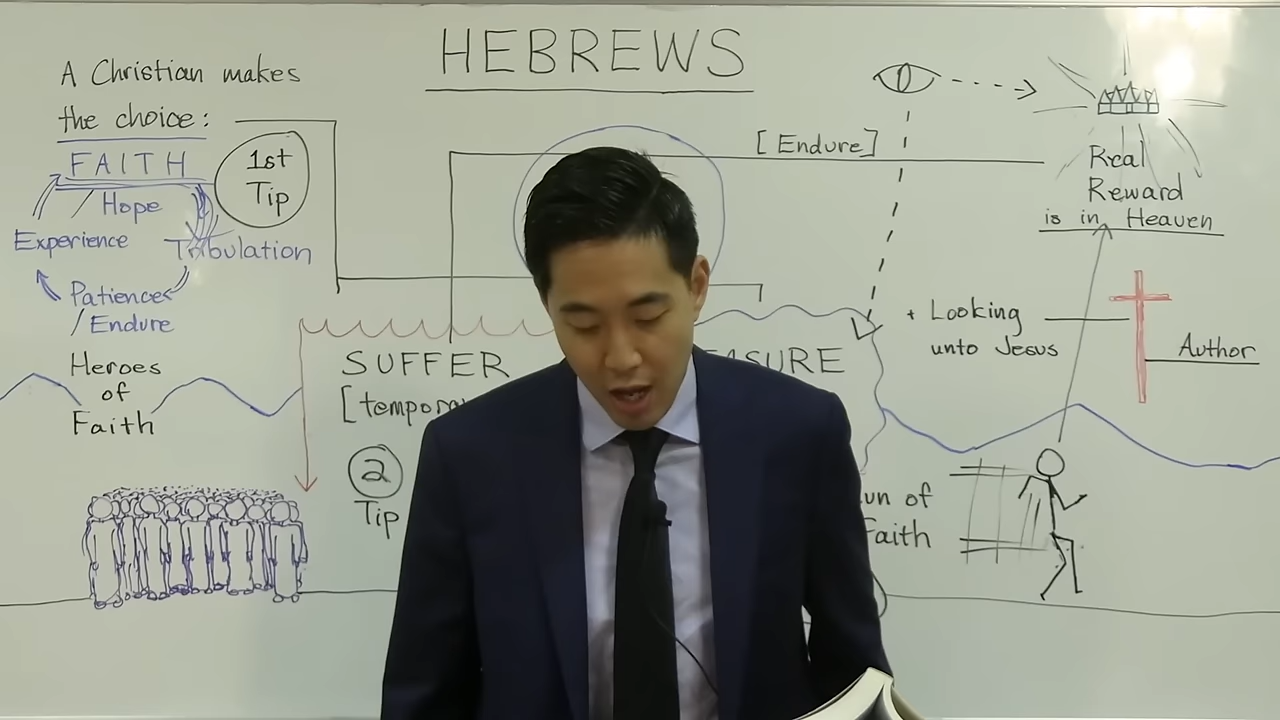 HEBREWS
A Christian makes
the choice:
FAITH
/ Hope
Experience
Tribulation
Patience
/ Endure
1st
Tip
Heroes
of
Faith
SUFFER
2
Tip
[Endure]
Real
Reward
is in Heaven
+ Looking
unto Jesus
Author
of
Faith